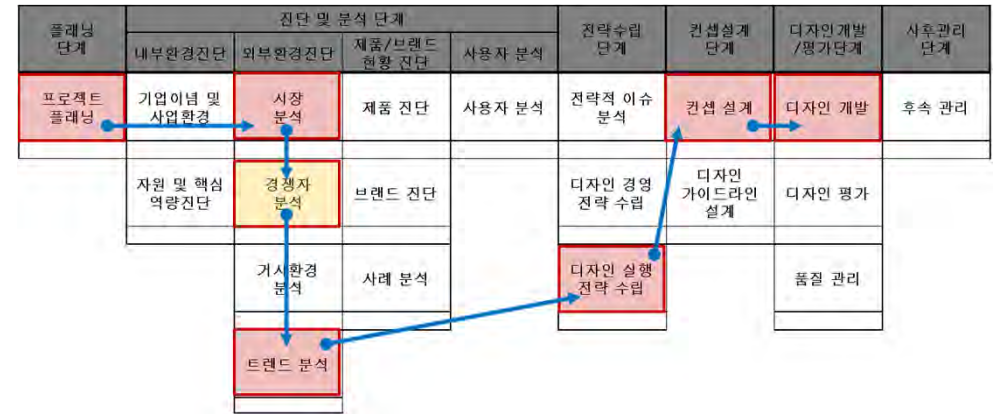 플래닝
단계
진단 및 분석 단계
내부환경진단
외부환경진단
제품/브랜드
현황 진단
사용자 분석
전략수립
단계
컨셉설계
단계
디자인개발
/평가단계
사후관리
단계
프로젝트
플래닝
기업이념 및
사업환경
시장
분석
제품 진단
사용자 분석
전략적 이슈
분석
컨셉 설계
디자인 개발
후속 관리
자원 및 핵심
역량진단
경쟁자
분석
브랜드 진단
디자인 경영
전략 수립
디자인
가이드라인
설계
디자인 평가
거시환경
분석
사례 분석
디자인 실행
전략 수립
품질 관리
트렌드 분석